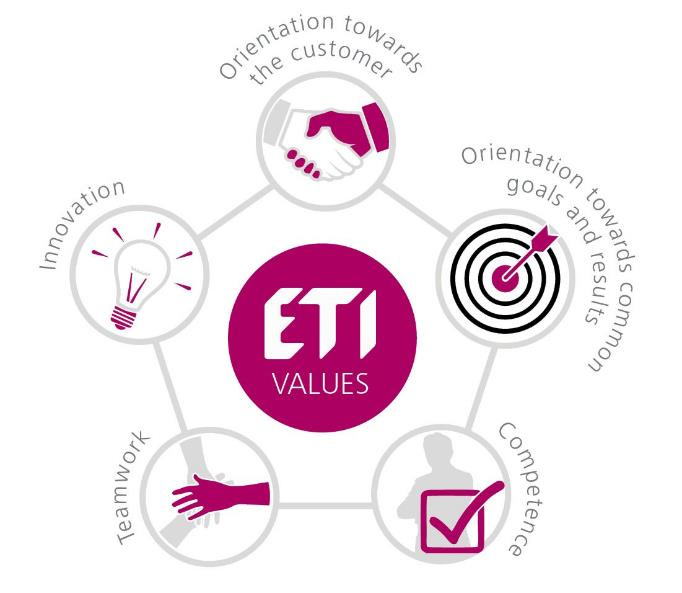 Orientation towards
the customer
Orientation towards common
goals and results
Innovation
ETI
VALUES
Teamwork
Competence